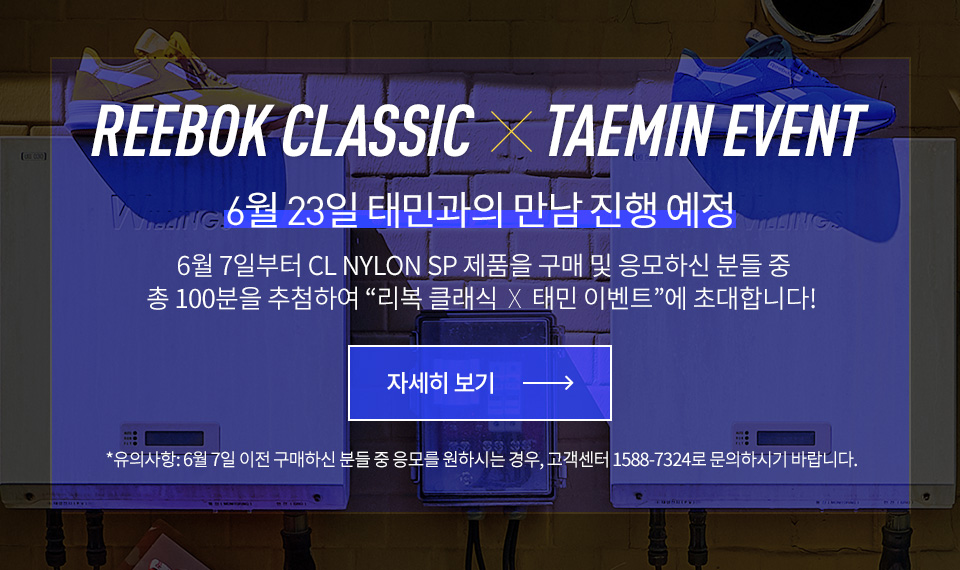 REEBOK CLASSIC X TAEMIN EVENT
6월 23일 태민과의 만남 진행 예정
6월 7일부터 CL NYLON SP 제품을 구매 및 응모하신 분들 중
총 100분을 추첨하여 “리복 클래식 X 태민 이벤트”에 초대합니다!
자세히 보기 →
*유의사항: 6월 7일 이전 구매하신 분들 중 응모를 원하시는 경우, 고객센터 1588-7324로 문의하시기 바랍니다.